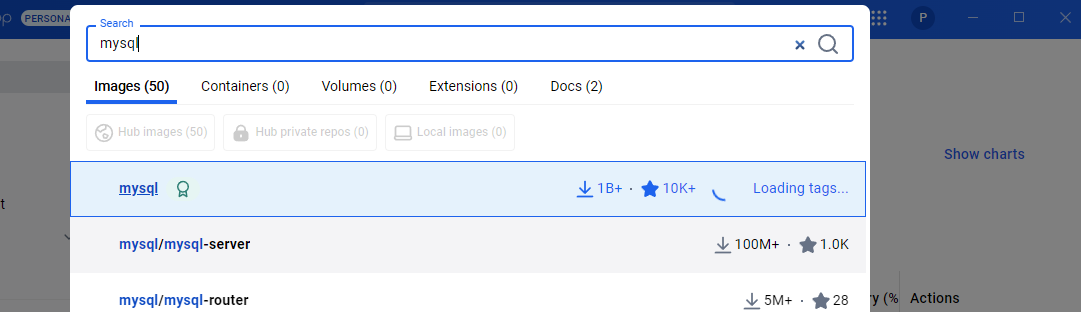 PERSONA
P
Search
mysql
Images (50) Containers (0) Volumes (0) Extensions (0) Docs (2)
Hub images (50) Hub private repos (0) Local images (0)
Show charts
mysql 1B+ · 10K+ Loading tags...
mysql/mysql-server 100M+ · 1.0K
mysql/mysql-router 5M+ · 28
Actions